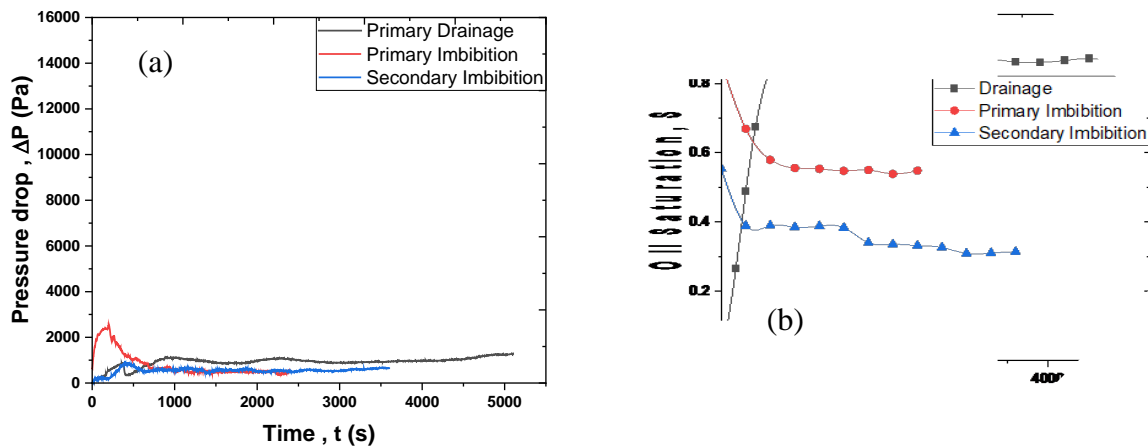 16000
14000
12000
10000
8000
6000
4000
2000
0
Pressure drop , ΔP (Pa)
(a)
Primary Drainage
Primary Imbibition
Secondary Imbibition
0 1000 2000 3000 4000 5000
Time , t (s)
0.8
0.6
0.4
0.2
Oil saturation, S
Drainage
Primary Imbibition
Secondary Imbibition
(b)